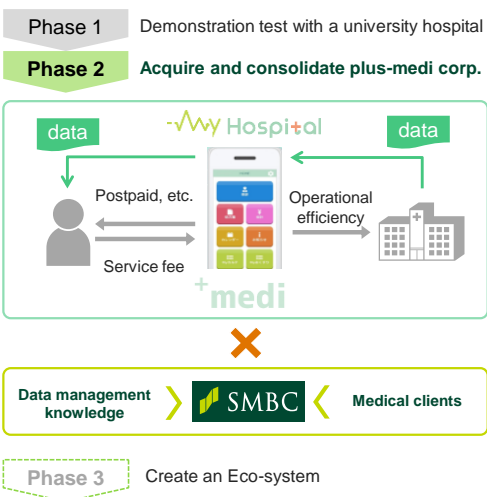 Phase 1
Demonstration test with a university hospital
Phase 2
Acquire and consolidate plus-medi corp.
My Hospital
data
data
Postpaid, etc.
Operational
efficiency
Service fee
+medi
Data management
knowledge
SMBC
Medical clients
Phase 3
Create an Eco-system